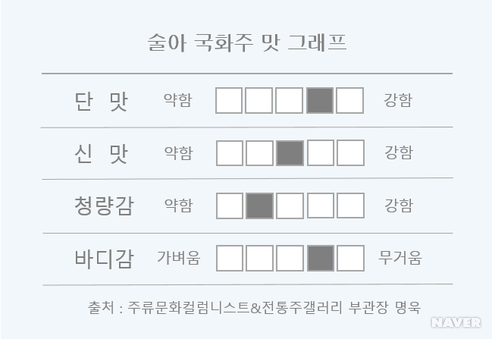 술아 국화주 맛 그래프
단 맛 약함 강함
신 맛 약함 강함
청량감 약함 강함
바디감 가벼움 무거움
출처 : 주류문화컬럼니스트&전통주갤러리 부관장 명욱
NAVER